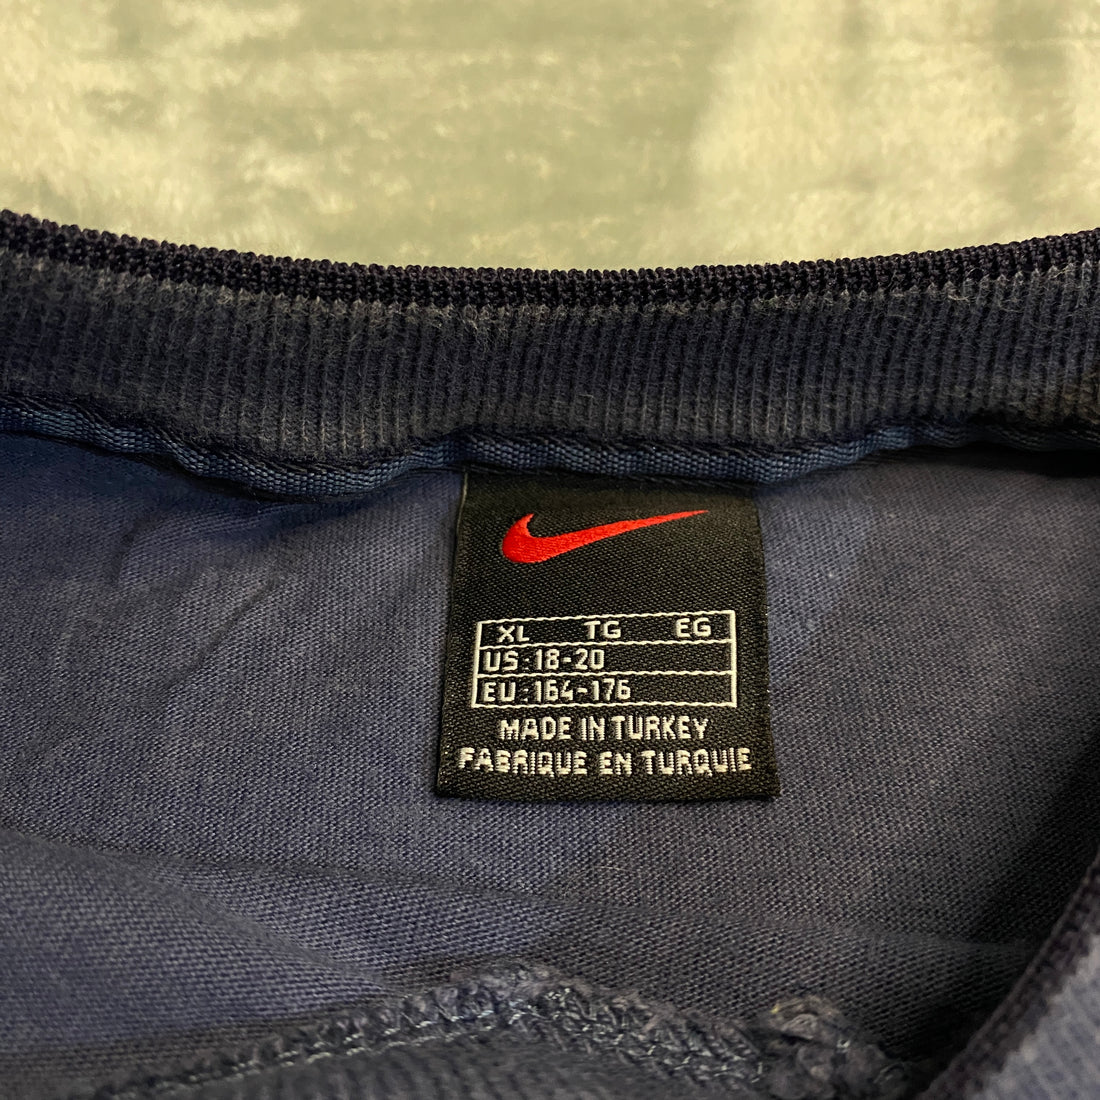 XL TG EG
US:18-20
EU:164-176
MADE IN TURKEY
FABRIQUE EN TURQUIE